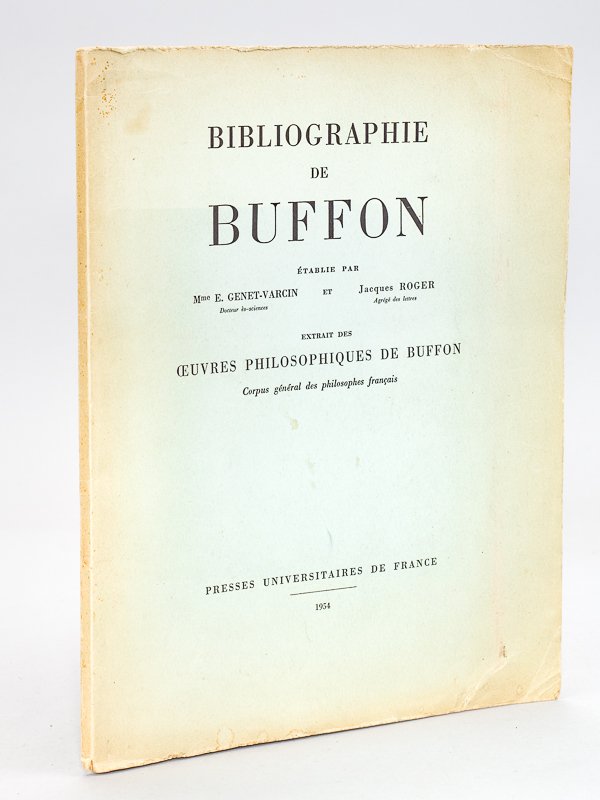 BIBLIOGRAPHIE
DE
BUFFON
ÉTABLIE PAR
Mme E. GENET-VARCIN ET Jacques ROGER
Docteur ès-sciences Agrégé des lettres
EXTRAIT DES
ŒUVRES PHILOSOPHIQUES DE BUFFON
Corpus général des philosophes français
PRESSES UNIVERSITAIRES DE FRANCE
1954